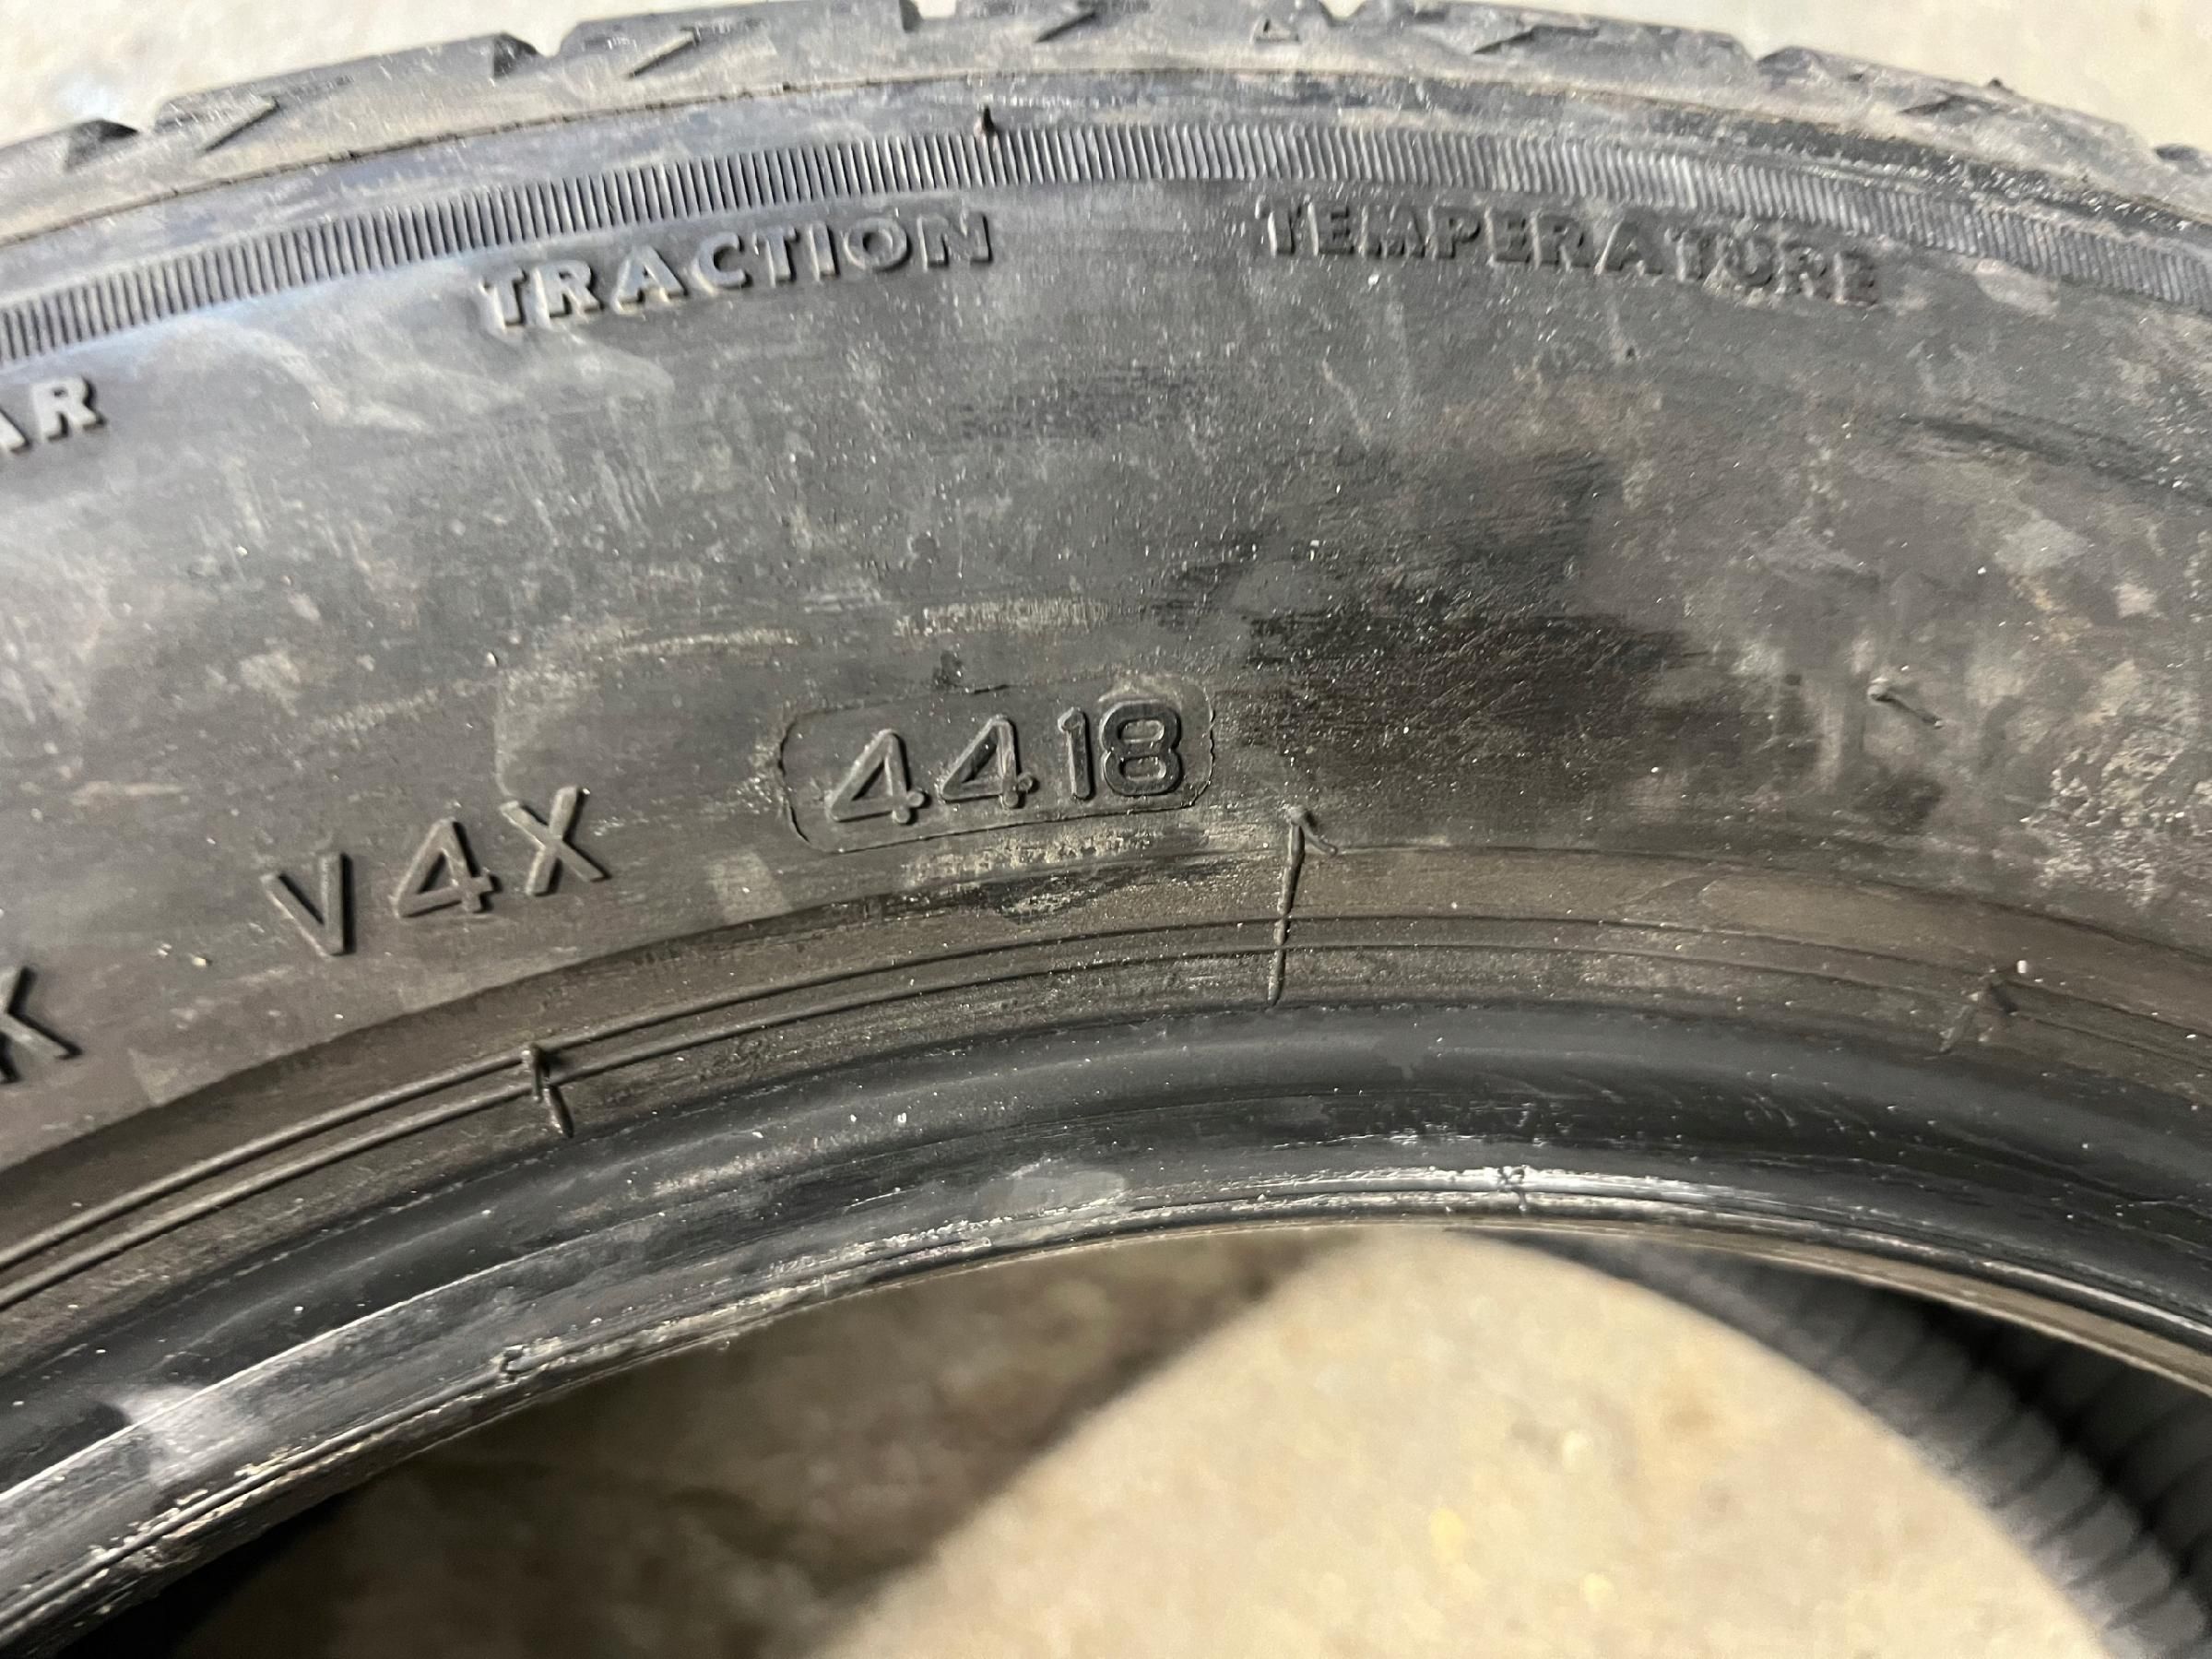 TRACTION TEMPERATURE
AR
V4X 4418
X